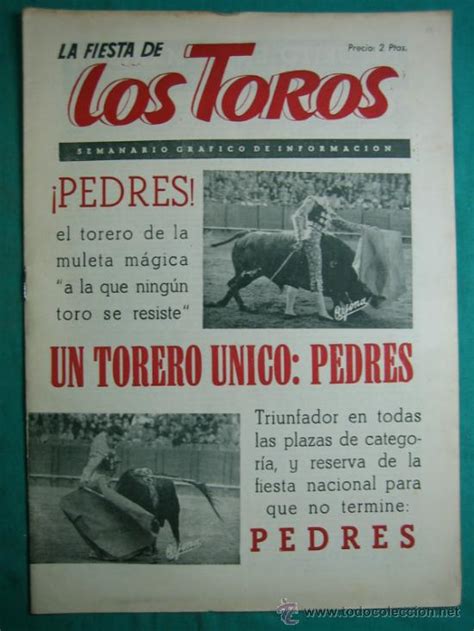 LA FIESTA DE
Precio: 2 Ptas.
LOS TOROS
SEMANARIO GRAFICO DE INFORMACION
¡PEDRES!
el torero de la
muleta mágica
"a la que ningún
toro se resiste"
UN TORERO UNICO: PEDRES
Triunfador en todas
las plazas de catego-
ría, y reserva de la
fiesta nacional para
que no termine:
PEDRES
www.todocoleccion.net